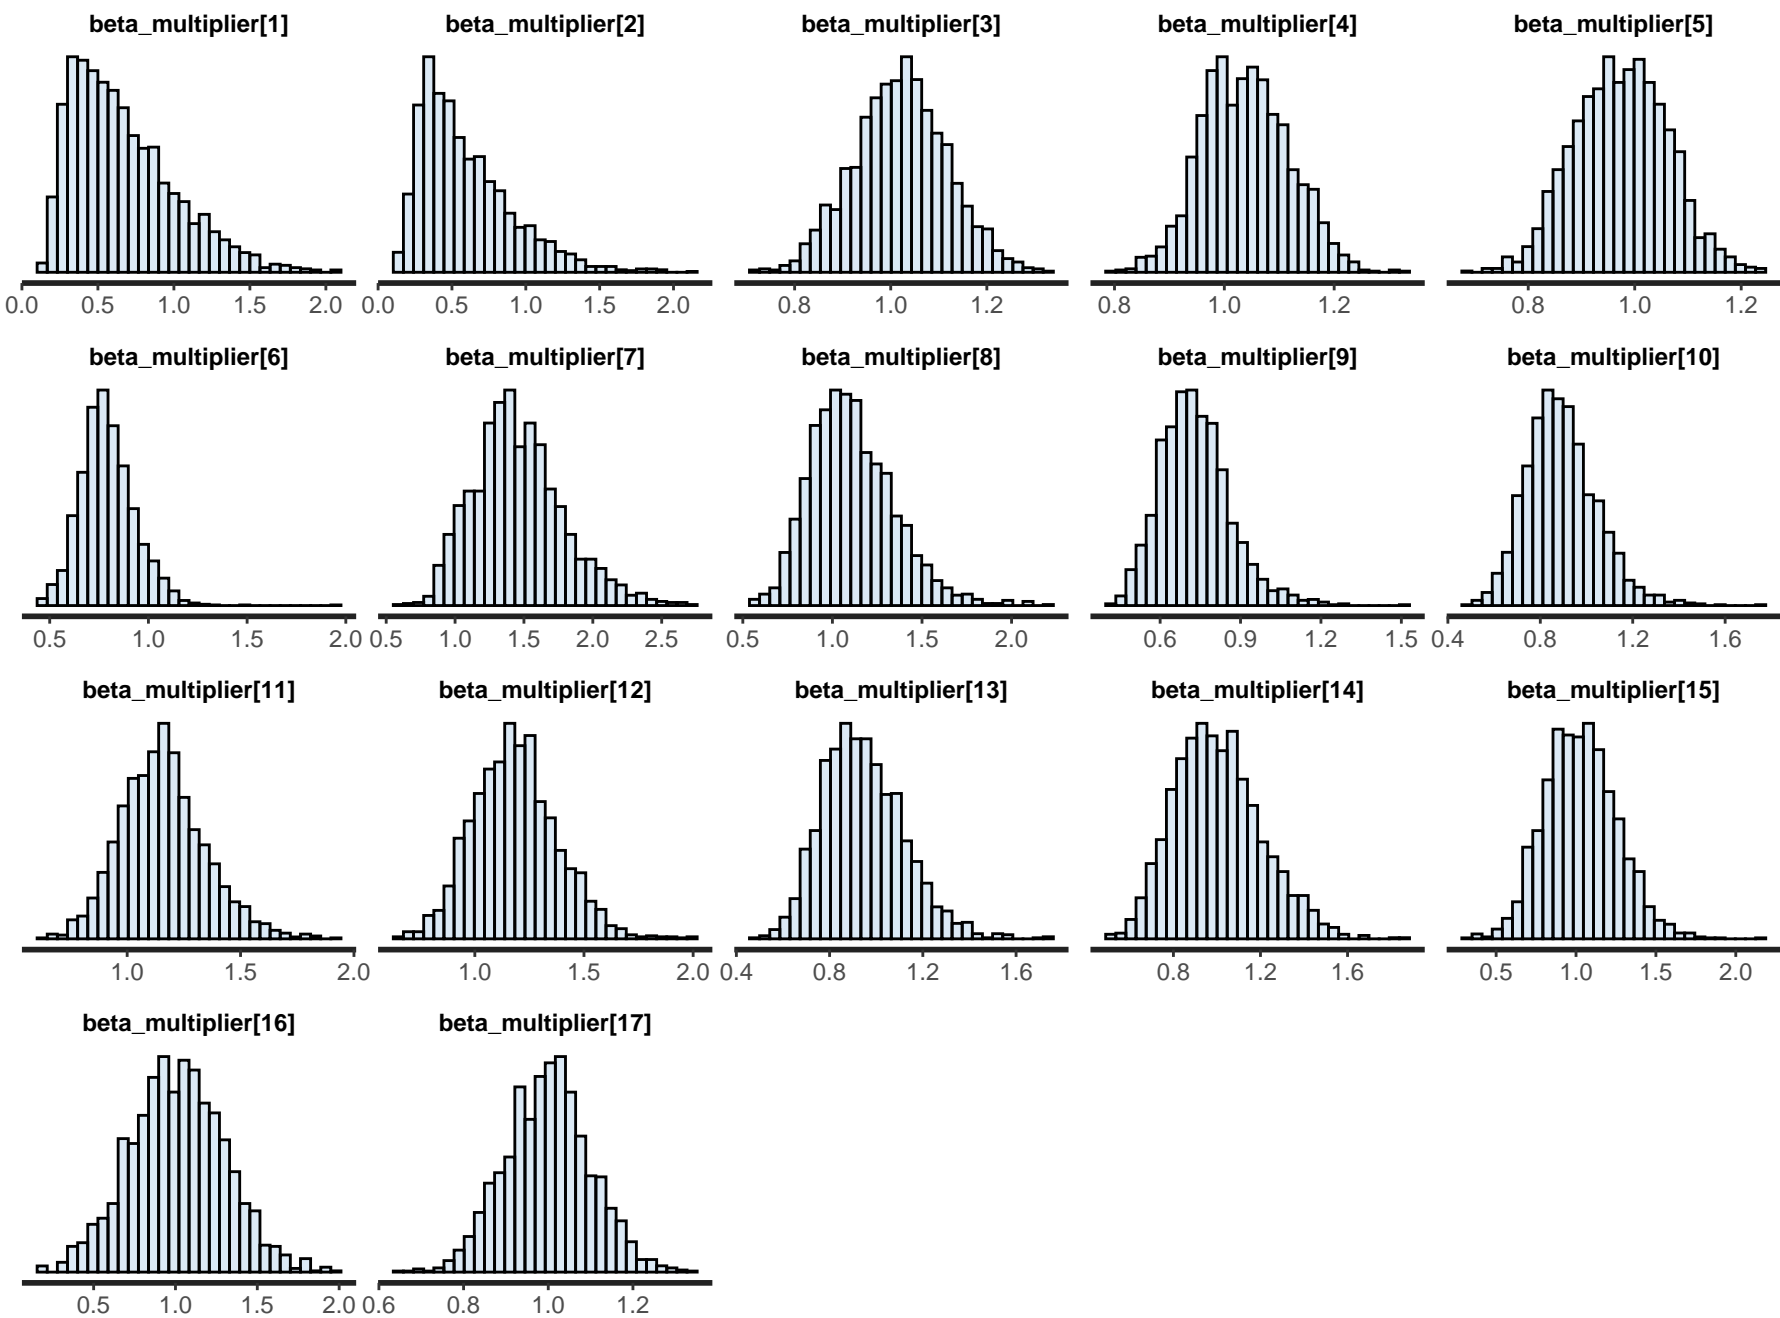 beta_multiplier[1] beta_multiplier[2] beta_multiplier[3] beta_multiplier[4] beta_multiplier[5]
0.0 0.5 1.0 1.5 2.0 0.0 0.5 1.0 1.5 2.0 0.8 1.0 1.2 0.8 1.0 1.2 0.8 1.0 1.2
beta_multiplier[6] beta_multiplier[7] beta_multiplier[8] beta_multiplier[9] beta_multiplier[10]
0.5 1.0 1.5 2.0 0.5 1.0 1.5 2.0 2.5 0.5 1.0 1.5 2.0 0.6 0.9 1.2 1.5 0.4 0.8 1.2 1.6
beta_multiplier[11] beta_multiplier[12] beta_multiplier[13] beta_multiplier[14] beta_multiplier[15]
1.0 1.5 2.0 1.0 1.5 2.0 0.4 0.8 1.2 1.6 0.8 1.2 1.6 0.5 1.0 1.5 2.0
beta_multiplier[16] beta_multiplier[17]
0.5 1.0 1.5 2.0 0.6 0.8 1.0 1.2